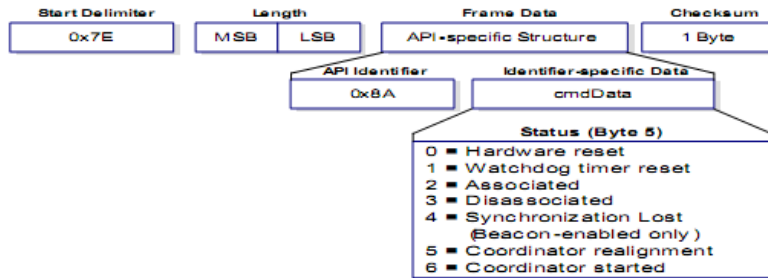 Start Delimiter Length Frame Data Checksum
0x7E MSB LSB API-specific Structure 1 Byte
API Identifier Identifier-specific Data
0x8A cmdData
Status (Byte 5)
0 = Hardware reset
1 = Watchdog timer reset
2 = Associated
3 = Disassociated
4 = Synchronization Lost
(Beacon-enabled only )
5 = Coordinator realignment
6 = Coordinator started